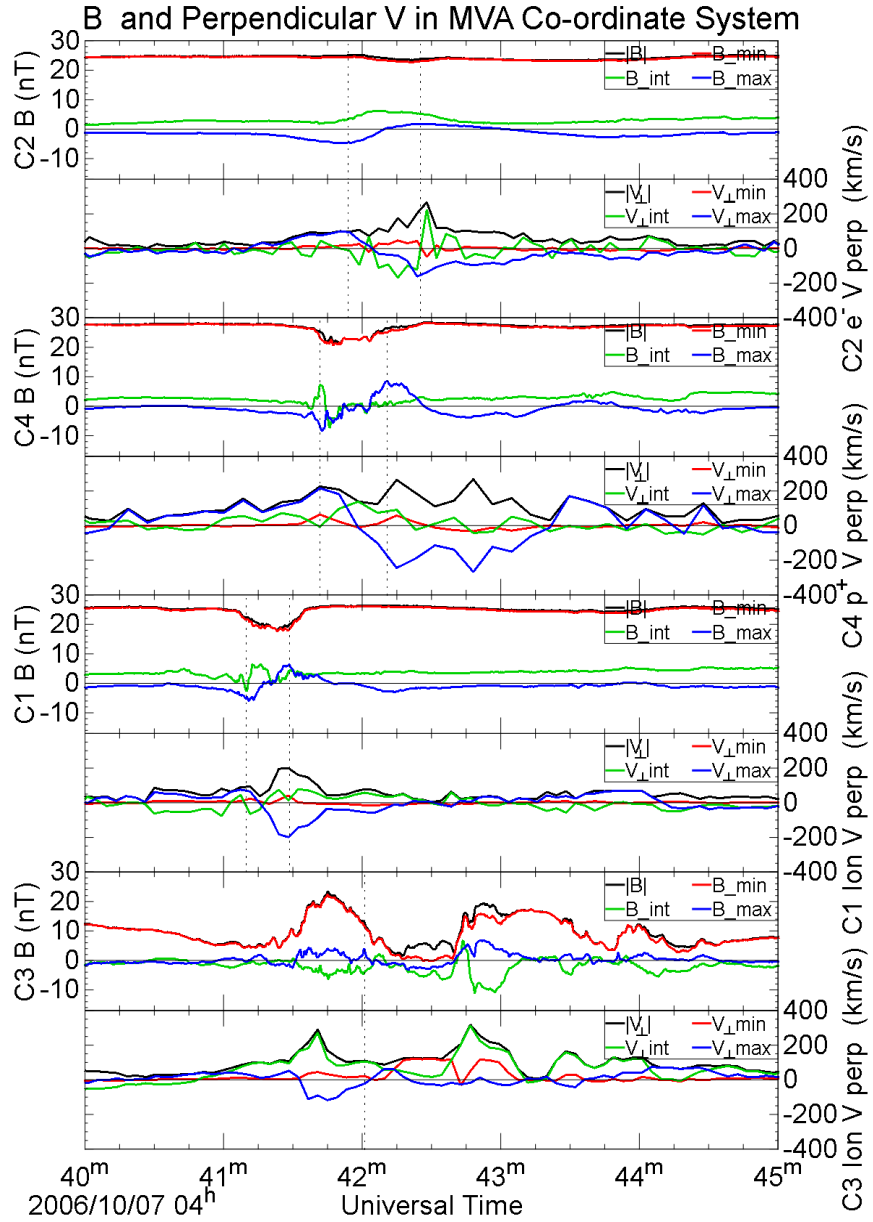 B and Perpendicular V in MVA Co-ordinate System
30
20
10
0
-10
C2 B (nT)
|B|
B_min
B_int
B_max
400
200
0
-200
-400
C2 e- V perp (km/s)
|V⊥|
V⊥min
V⊥int
V⊥max
30
20
10
0
-10
C4 B (nT)
|B|
B_min
B_int
B_max
400
200
0
-200
-400
C4 p+ V perp (km/s)
|V⊥|
V⊥min
V⊥int
V⊥max
30
20
10
0
-10
C1 B (nT)
|B|
B_min
B_int
B_max
400
200
0
-200
-400
C1 Ion V perp (km/s)
|V⊥|
V⊥min
V⊥int
V⊥max
30
20
10
0
-10
C3 B (nT)
|B|
B_min
B_int
B_max
400
200
0
-200
-400
C3 Ion V perp (km/s)
|V⊥|
V⊥min
V⊥int
V⊥max
40m 41m 42m 43m 44m 45m
2006/10/07 04h Universal Time